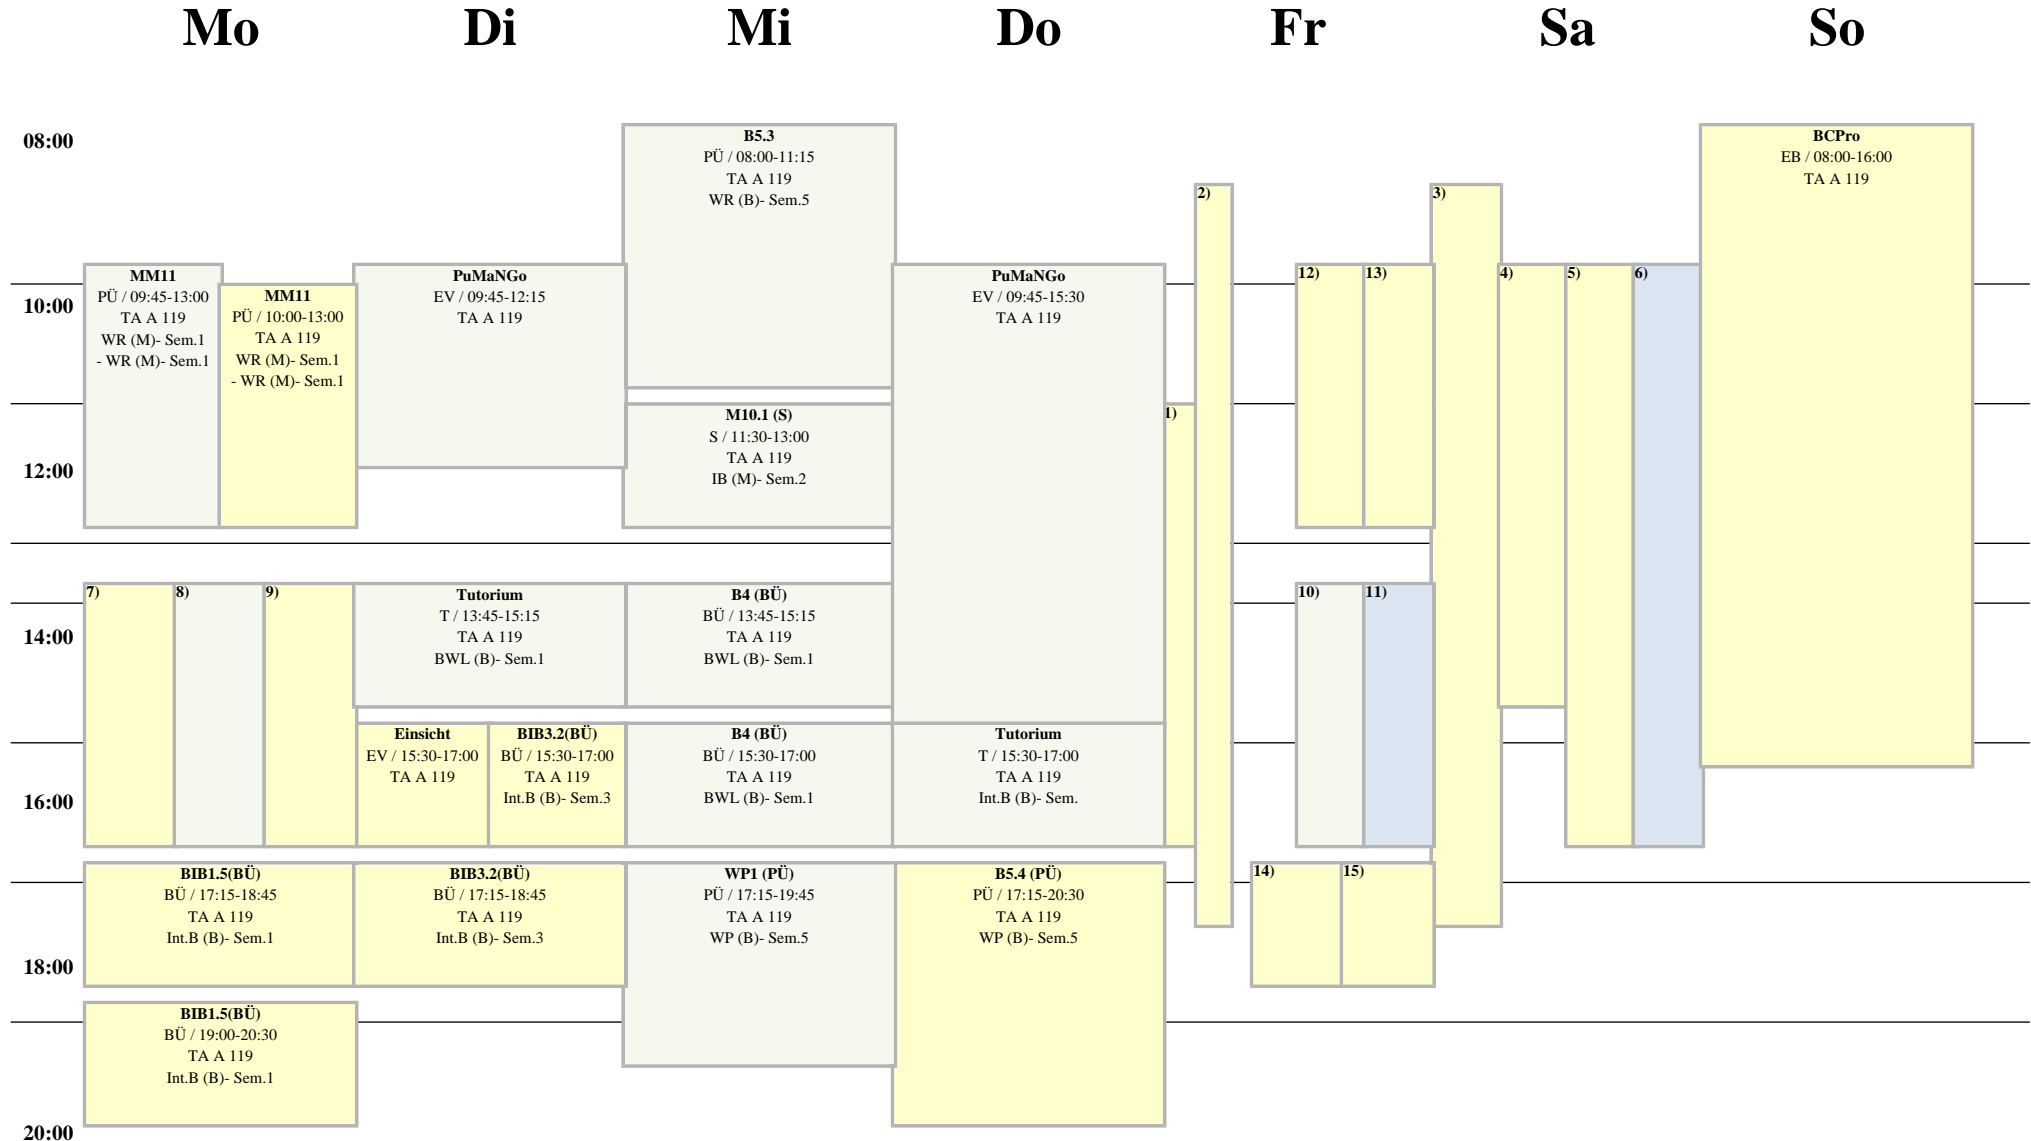 Mo
Di
Mi
Do
Fr
Sa
So
08:00
10:00
12:00
14:00
16:00
18:00
20:00
MM11
PÜ / 09:45-13:00
TA A 119
WR (M)- Sem.1
- WR (M)- Sem.1
MM11
PÜ / 10:00-13:00
TA A 119
WR (M)- Sem.1
- WR (M)- Sem.1
7)
8)
9)
BIB1.5(BÜ)
BÜ / 17:15-18:45
TA A 119
Int.B (B)- Sem.1
BIB1.5(BÜ)
BÜ / 19:00-20:30
TA A 119
Int.B (B)- Sem.1
PuMaNGo
EV / 09:45-12:15
TA A 119
Tutorium
T / 13:45-15:15
TA A 119
BWL (B)- Sem.1
Einsicht
EV / 15:30-17:00
TA A 119
BIB3.2(BÜ)
BÜ / 15:30-17:00
TA A 119
Int.B (B)- Sem.3
BIB3.2(BÜ)
BÜ / 17:15-18:45
TA A 119
Int.B (B)- Sem.3
B5.3
PÜ / 08:00-11:15
TA A 119
WR (B)- Sem.5
M10.1 (S)
S / 11:30-13:00
TA A 119
IB (M)- Sem.2
B4 (BÜ)
BÜ / 13:45-15:15
TA A 119
BWL (B)- Sem.1
B4 (BÜ)
BÜ / 15:30-17:00
TA A 119
BWL (B)- Sem.1
WP1 (PÜ)
PÜ / 17:15-19:45
TA A 119
WP (B)- Sem.5
PuMaNGo
EV / 09:45-15:30
TA A 119
Tutorium
T / 15:30-17:00
TA A 119
Int.B (B)- Sem.
B5.4 (PÜ)
PÜ / 17:15-20:30
TA A 119
WP (B)- Sem.5
1)
2)
12)
13)
10)
11)
14)
15)
3)
4)
5)
6)
BCPro
EB / 08:00-16:00
TA A 119